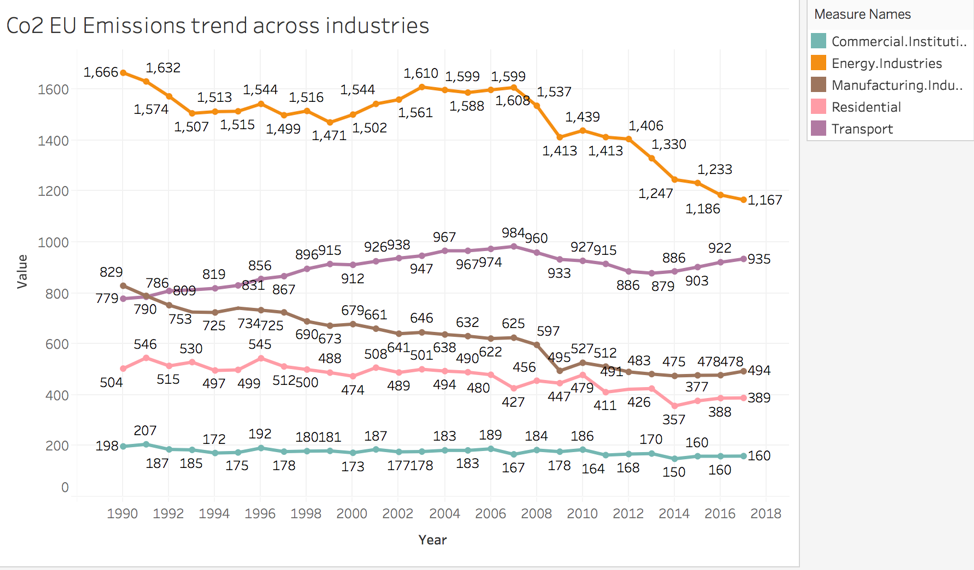 Co2 EU Emissions trend across industries
Measure Names
Commercial.Instituti..
Energy.Industries
Manufacturing.Indu..
Residential
Transport
Value
1600
1400
1200
1000
800
600
400
200
0
1,666 1,632 1,574 1,507 1,513 1,515 1,544 1,499 1,516 1,471 1,544 1,502 1,561 1,610 1,599 1,588 1,599 1,608 1,537 1,413 1,439 1,413 1,406 1,330 1,247 1,233 1,186 1,167
779 790 809 819 831 856 867 896 915 912 926 938 947 967 967 974 984 960 933 927 915 886 879 886 903 922 935
829 786 753 725 734 725 690 673 679 661 641 646 638 632 622 625 597 495 527 512 491 483 475 478 478 494
504 546 515 530 497 499 545 512 500 488 474 508 489 501 494 490 480 427 456 447 479 411 426 357 377 388 389
198 207 187 185 172 175 192 178 180 181 173 187 177 178 183 183 189 167 184 178 186 164 168 170 150 160 160 160
1990 1992 1994 1996 1998 2000 2002 2004 2006 2008 2010 2012 2014 2016 2018
Year